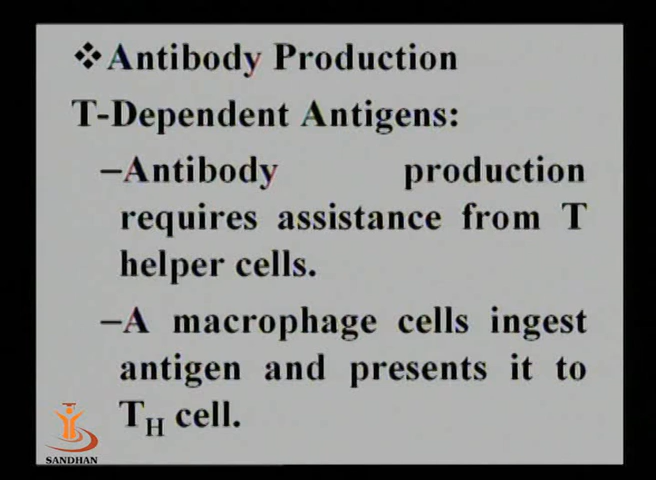 ❖Antibody Production
T-Dependent Antigens:
–Antibody production
requires assistance from T
helper cells.
–A macrophage cells ingest
antigen and presents it to
TH cell.
SANDHAN